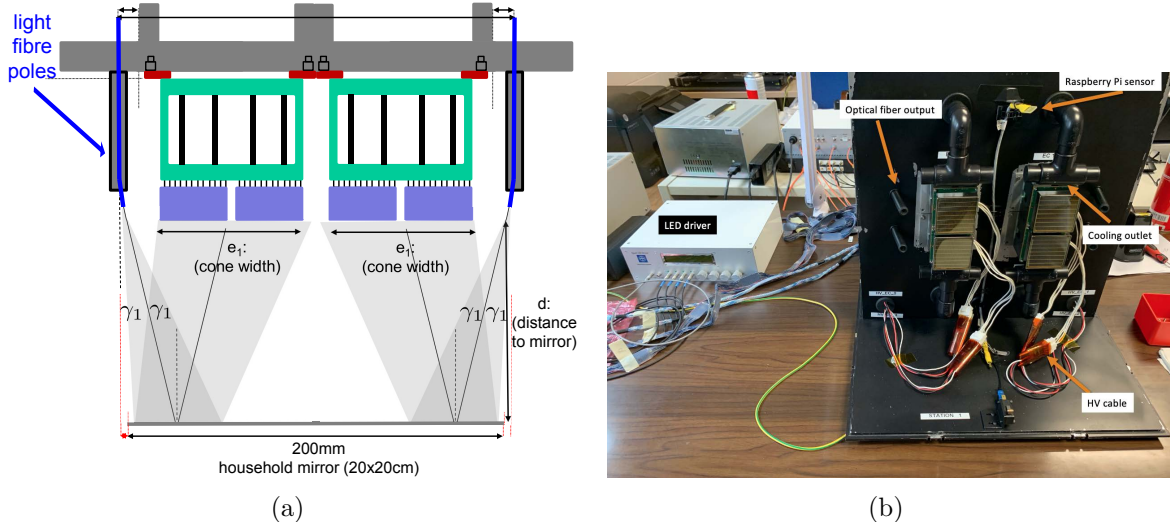 light
fibre
poles
e₁:
(cone width)
e₁:
(cone width)
γ₁
γ₁
γ₁
γ₁
d:
(distance
to mirror)
200mm
household mirror (20x20cm)
(a)
Raspberry Pi sensor
Optical fiber output
LED driver
Cooling outlet
HV cable
STATION 1
(b)